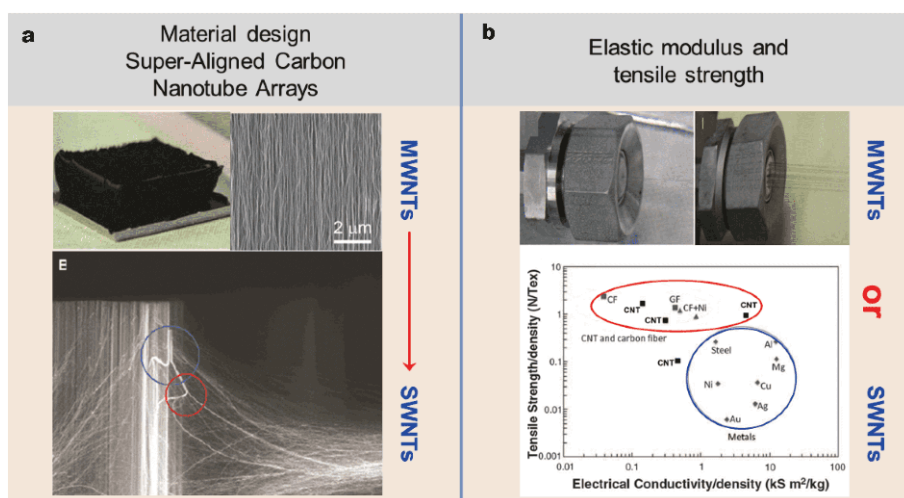 a
Material design
Super-Aligned Carbon
Nanotube Arrays
MWNTs
2 μm
E
SWNTs
b
Elastic modulus and
tensile strength
MWNTs
or
SWNTs
Tensile Strength/density (N/Tex)
10
1
0.1
0.01
0.001
CF
CNT
GF
CF+Ni
CNT
CNT
CNT and carbon fiber
CNT
Steel
Al
Mg
Ni
Cu
Ag
Au
Metals
0.01
0.1
1
10
100
Electrical Conductivity/density (kS m²/kg)